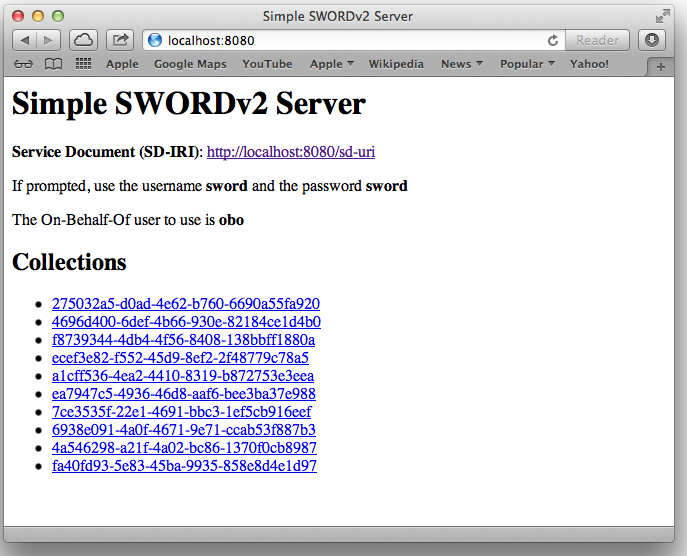 Simple SWORDv2 Server
localhost:8080
Reader
Apple Google Maps YouTube Apple Wikipedia News Popular Yahoo!
Simple SWORDv2 Server
Service Document (SD-IRI): http://localhost:8080/sd-uri
If prompted, use the username sword and the password sword
The On-Behalf-Of user to use is obo
Collections
275032a5-d0ad-4e62-b760-6690a55fa920
4696d400-6def-4b66-930e-82184ce1d4b0
f8739344-4db4-4f56-8408-138bbff1880a
ecef3e82-f552-45d9-8ef2-2f48779c78a5
a1cff536-4ea2-4410-8319-b872753e3eea
ea7947c5-4936-46d8-aaf6-bee3ba37e988
7ce3535f-22e1-4691-bbc3-1ef5cb916eef
6938e091-4a0f-4671-9e71-ccab53f887b3
4a546298-a21f-4a02-bc86-1370f0cb8987
fa40fd93-5e83-45ba-9935-858e8d4e1d97